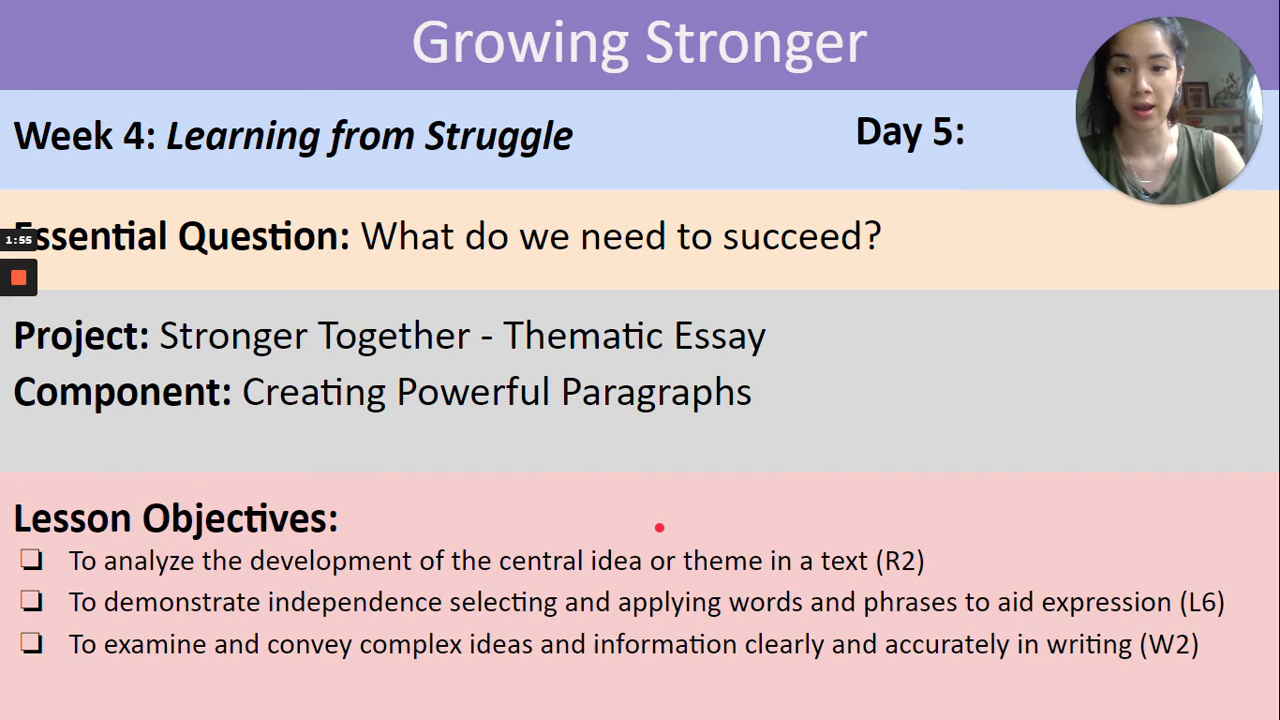 Growing Stronger
Week 4: Learning from Struggle
Day 5:
Essential Question: What do we need to succeed?
1:55
Project: Stronger Together - Thematic Essay
Component: Creating Powerful Paragraphs
Lesson Objectives:
❏ To analyze the development of the central idea or theme in a text (R2)
❏ To demonstrate independence selecting and applying words and phrases to aid expression (L6)
❏ To examine and convey complex ideas and information clearly and accurately in writing (W2)